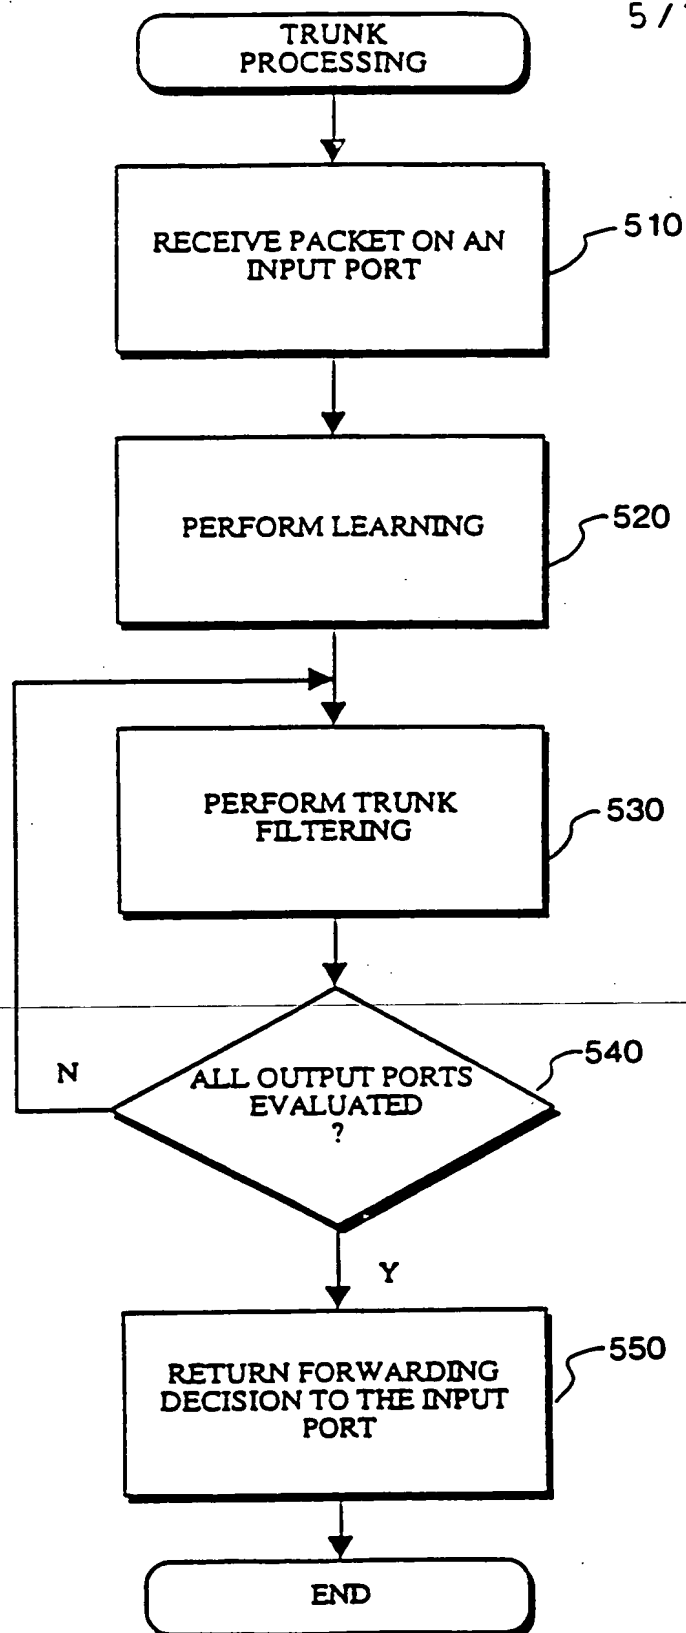 5 /
TRUNK
PROCESSING
RECEIVE PACKET ON AN
INPUT PORT
510
PERFORM LEARNING
520
PERFORM TRUNK
FILTERING
530
N
ALL OUTPUT PORTS
EVALUATED
?
540
Y
RETURN FORWARDING
DECISION TO THE INPUT
PORT
550
END